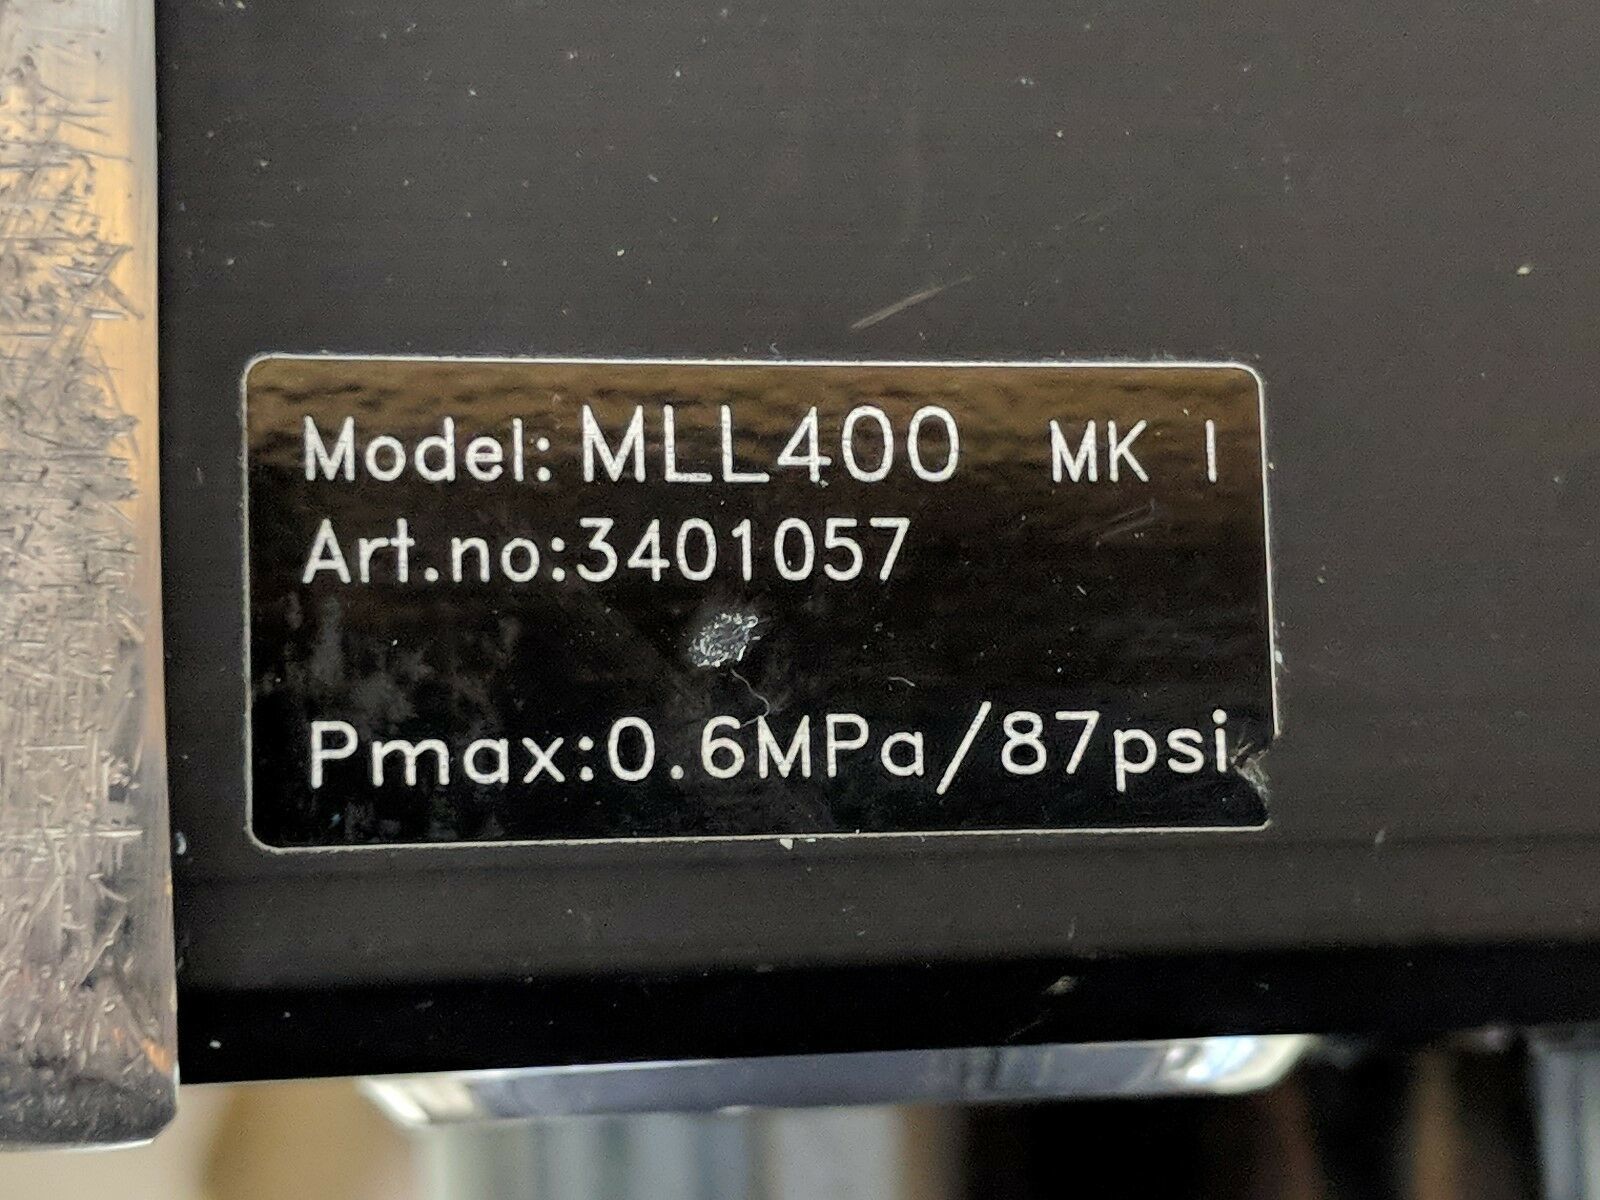 Model: MLL400 MK I
Art.no:3401057
Pmax:0.6MPa/87psi